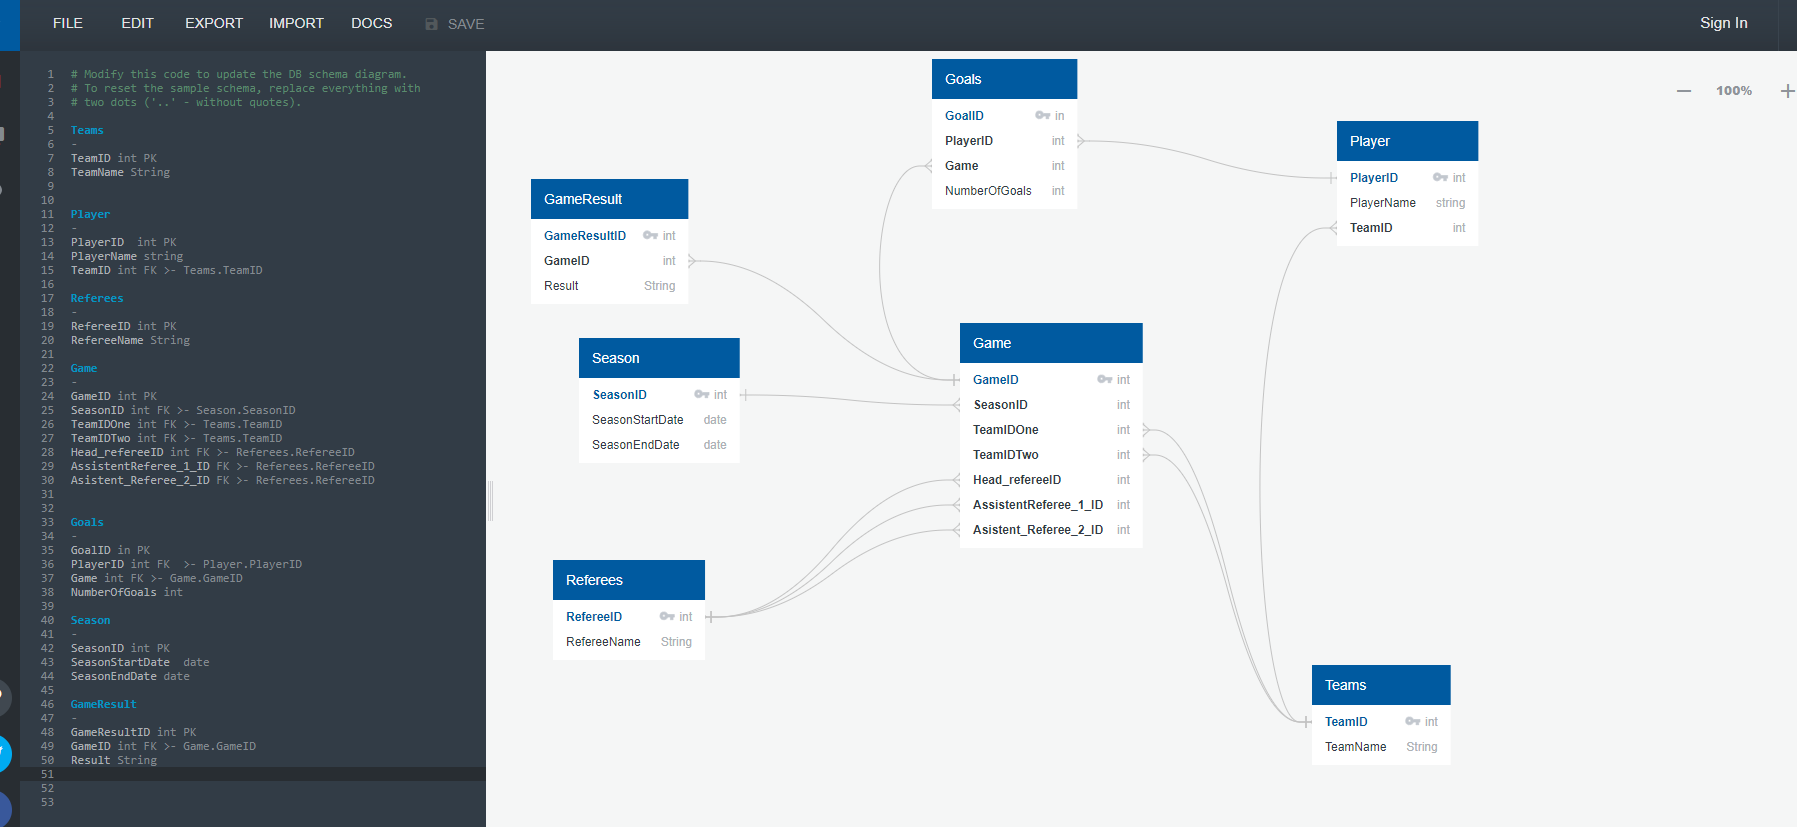 FILE EDIT EXPORT IMPORT DOCS SAVE Sign In
1 # Modify this code to update the DB schema diagram.
2 # To reset the sample schema, replace everything with
3 # two dots ('..' - without quotes).
4
5 Teams
6 -
7 TeamID int PK
8 TeamName String
9
10
11 Player
12 -
13 PlayerID  int PK
14 PlayerName string
15 TeamID int FK >- Teams.TeamID
16
17 Referees
18 -
19 RefereeID int PK
20 RefereeName String
21
22 Game
23 -
24 GameID int PK
25 SeasonID int FK >- Season.SeasonID
26 TeamIDOne int FK >- Teams.TeamID
27 TeamIDTwo int FK >- Teams.TeamID
28 Head_refereeID int FK >- Referees.RefereeID
29 AssistentReferee_1_ID FK >- Referees.RefereeID
30 Asistent_Referee_2_ID FK >- Referees.RefereeID
31
32
33 Goals
34 -
35 GoalID in PK
36 PlayerID int FK  >- Player.PlayerID
37 Game int FK >- Game.GameID
38 NumberOfGoals int
39
40 Season
41 -
42 SeasonID int PK
43 SeasonStartDate  date
44 SeasonEndDate date
45
46 GameResult
47 -
48 GameResultID int PK
49 GameID int FK >- Game.GameID
50 Result String
51
52
53
100%
Goals
GoalID in
PlayerID int
Game int
NumberOfGoals int
Player
PlayerID int
PlayerName string
TeamID int
GameResult
GameResultID int
GameID int
Result String
Season
SeasonID int
SeasonStartDate date
SeasonEndDate date
Game
GameID int
SeasonID int
TeamIDOne int
TeamIDTwo int
Head_refereeID int
AssistentReferee_1_ID int
Asistent_Referee_2_ID int
Referees
RefereeID int
RefereeName String
Teams
TeamID int
TeamName String